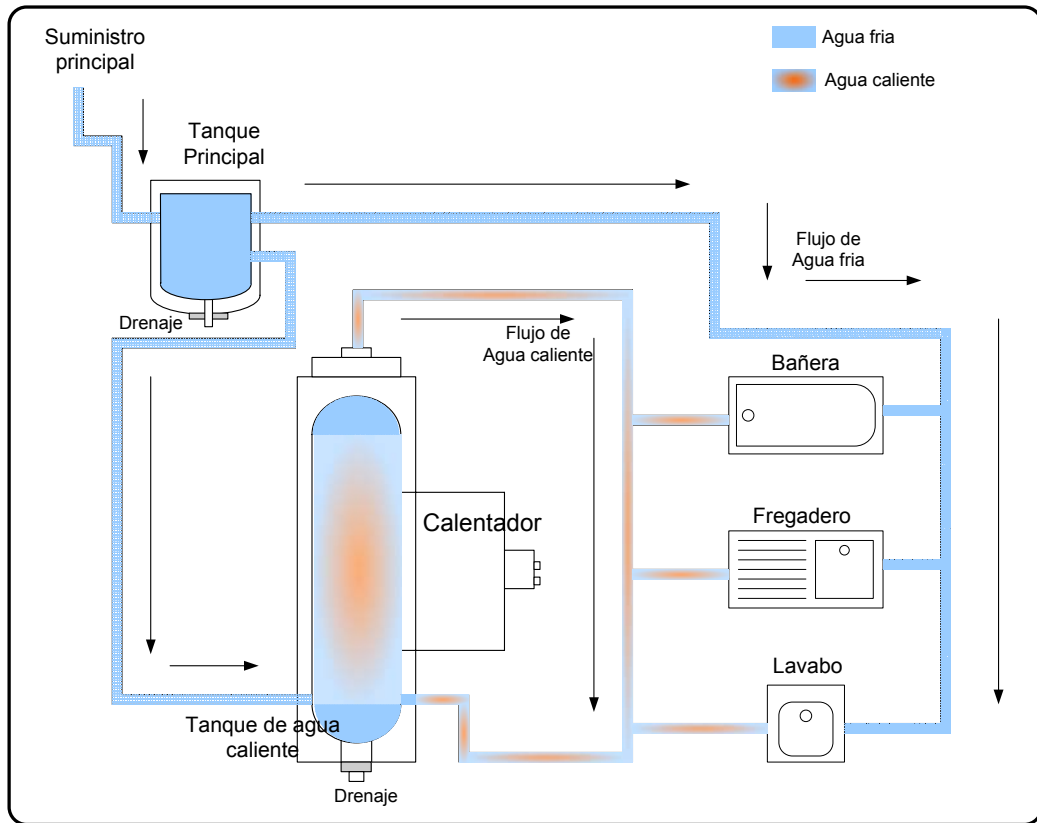 Suministro
principal
Agua fria
Agua caliente
Tanque
Principal
Flujo de
Agua fria
Drenaje
Flujo de
Agua caliente
Bañera
Calentador
Fregadero
Lavabo
Tanque de agua
caliente
Drenaje